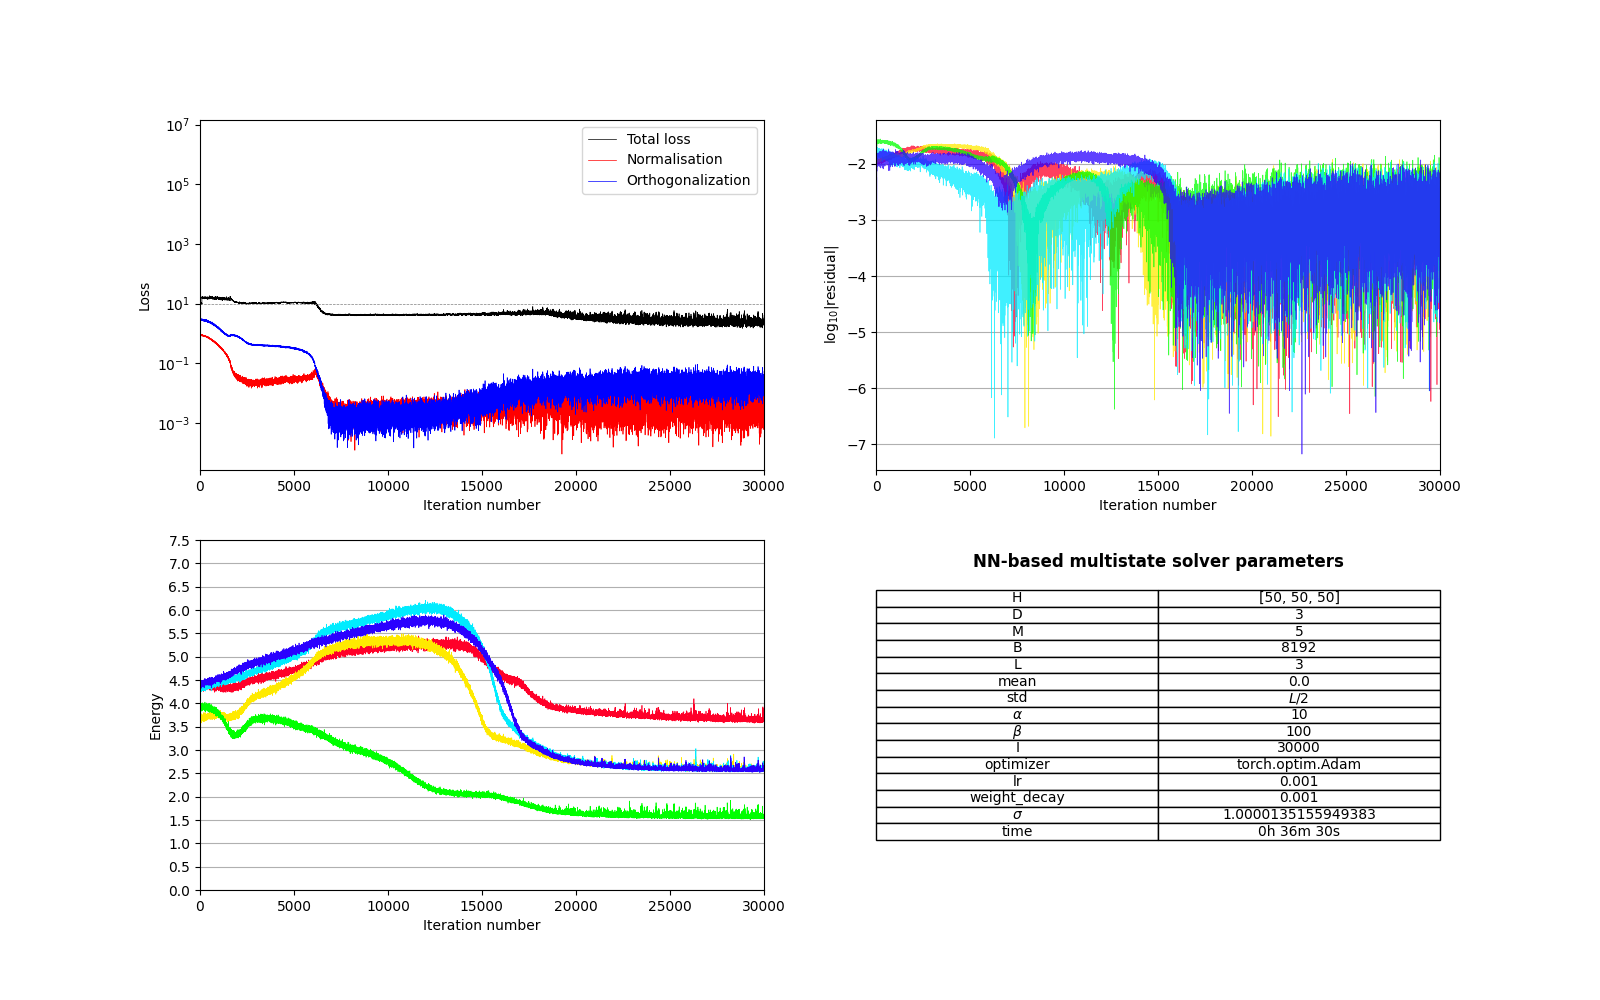 10^7
10^5
10^3
10^1
10^−1
10^−3
Loss
Total loss
Normalisation
Orthogonalization
0 5000 10000 15000 20000 25000 30000
Iteration number
−2
−3
−4
−5
−6
−7
log10|residual|
0 5000 10000 15000 20000 25000 30000
Iteration number
7.5
7.0
6.5
6.0
5.5
5.0
4.5
4.0
3.5
3.0
2.5
2.0
1.5
1.0
0.5
0.0
Energy
0 5000 10000 15000 20000 25000 30000
Iteration number
NN-based multistate solver parameters
H [50, 50, 50]
D 3
M 5
B 8192
L 3
mean 0.0
std L/2
α 10
β 100
I 30000
optimizer torch.optim.Adam
lr 0.001
weight_decay 0.001
σ 1.0000135155949383
time 0h 36m 30s